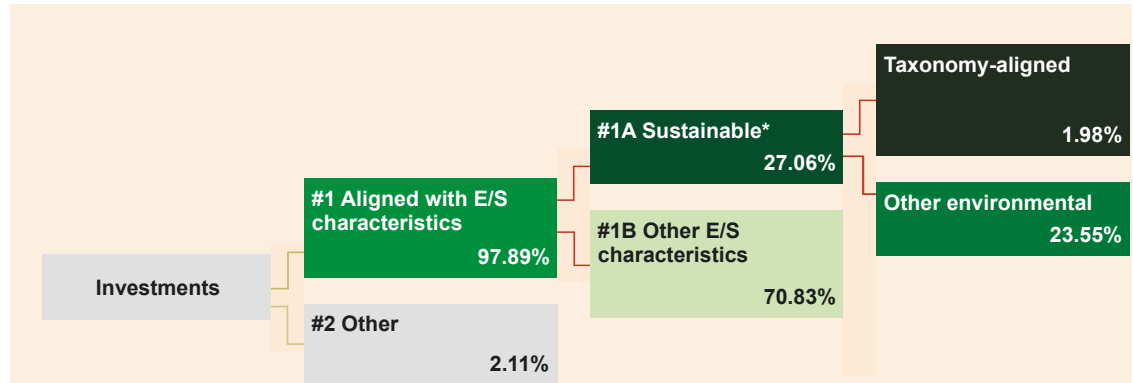 Investments
#1 Aligned with E/S
characteristics
97.89%
#2 Other
2.11%
#1A Sustainable*
27.06%
#1B Other E/S
characteristics
70.83%
Taxonomy-aligned
1.98%
Other environmental
23.55%